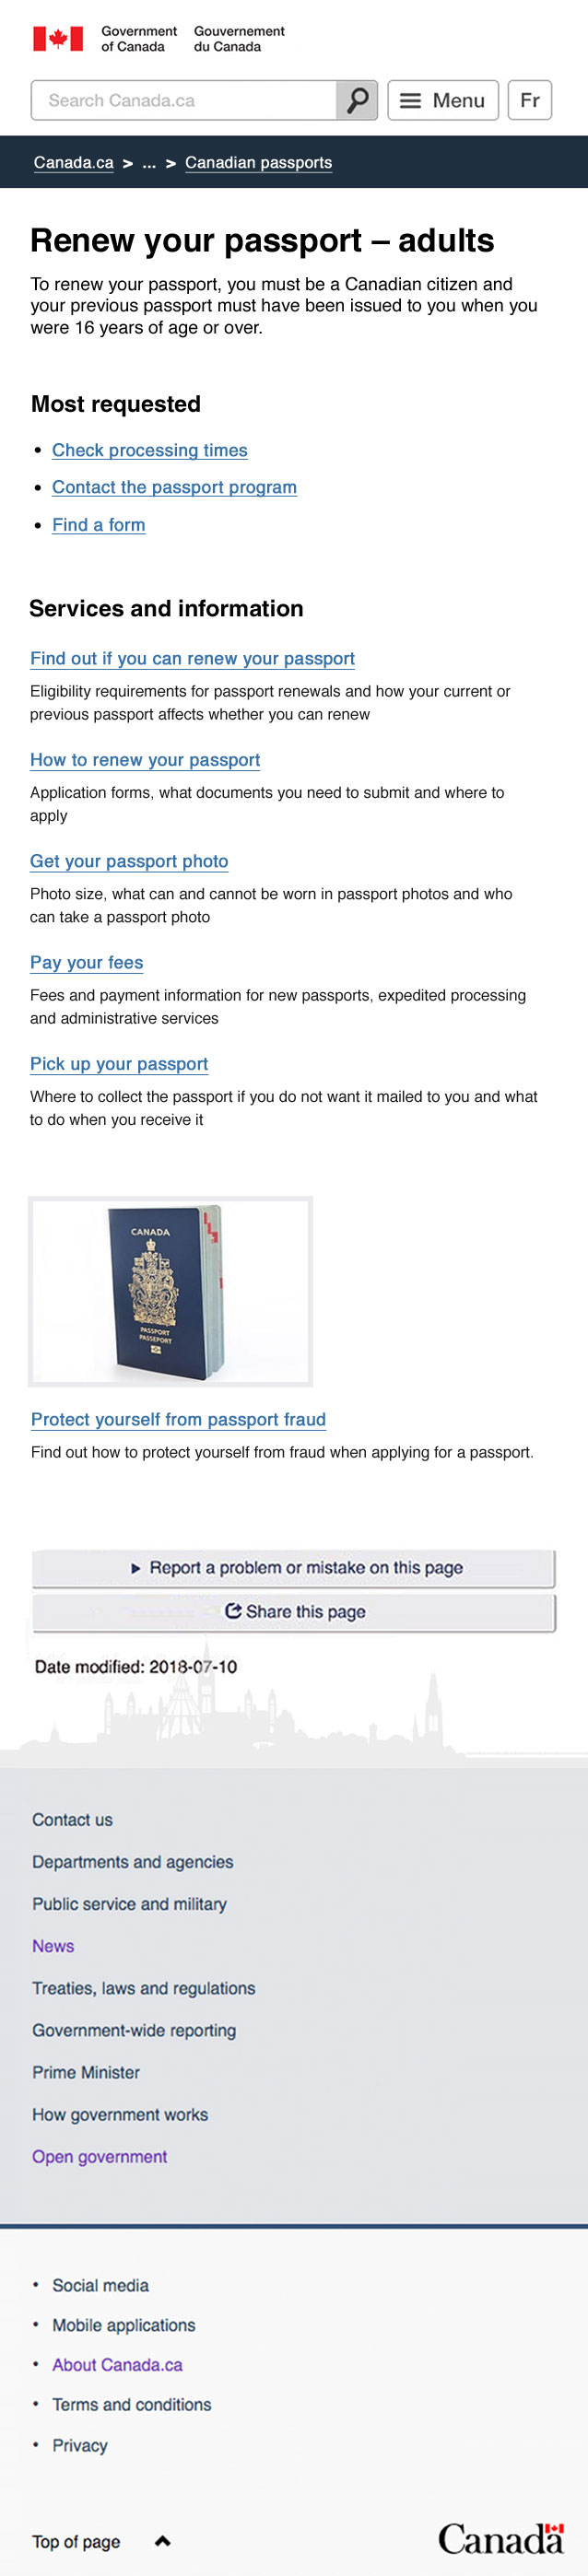 Government Gouvernement
of Canada du Canada
Search Canada.ca
Menu
Fr
Canada.ca > ... > Canadian passports
Renew your passport – adults
To renew your passport, you must be a Canadian citizen and
your previous passport must have been issued to you when you
were 16 years of age or over.
Most requested
• Check processing times
• Contact the passport program
• Find a form
Services and information
Find out if you can renew your passport
Eligibility requirements for passport renewals and how your current or
previous passport affects whether you can renew
How to renew your passport
Application forms, what documents you need to submit and where to
apply
Get your passport photo
Photo size, what can and cannot be worn in passport photos and who
can take a passport photo
Pay your fees
Fees and payment information for new passports, expedited processing
and administrative services
Pick up your passport
Where to collect the passport if you do not want it mailed to you and what
to do when you receive it
CANADA
PASSPORT
PASSEPORT
Protect yourself from passport fraud
Find out how to protect yourself from fraud when applying for a passport.
Report a problem or mistake on this page
Share this page
Date modified: 2018-07-10
Contact us
Departments and agencies
Public service and military
News
Treaties, laws and regulations
Government-wide reporting
Prime Minister
How government works
Open government
• Social media
• Mobile applications
• About Canada.ca
• Terms and conditions
• Privacy
Top of page
Canada